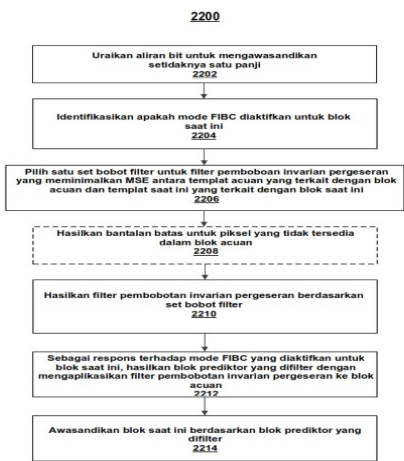 2200
Uraikan aliran bit untuk mengawasandikan
setidaknya satu panji
2202
Identifikasikan apakah mode FIBC diaktifkan untuk blok
saat ini
2204
Pilih satu set bobot filter untuk filter pemboboan invarian pergeseran
yang meminimalkan MSE antara templat acuan yang terkait dengan blok
acuan dan templat saat ini yang terkait dengan blok saat ini
2206
Hasilkan bantalan batas untuk piksel yang tidak tersedia
dalam blok acuan
2208
Hasilkan filter pembobotan invarian pergeseran berdasarkan
set bobot filter
2210
Sebagai respons terhadap mode FIBC yang diaktifkan untuk
blok saat ini, hasilkan blok prediktor yang difilter dengan
mengaplikasikan filter pembobotan invarian pergeseran ke blok
acuan
2212
Awasandikan blok saat ini berdasarkan blok prediktor yang
difilter
2214